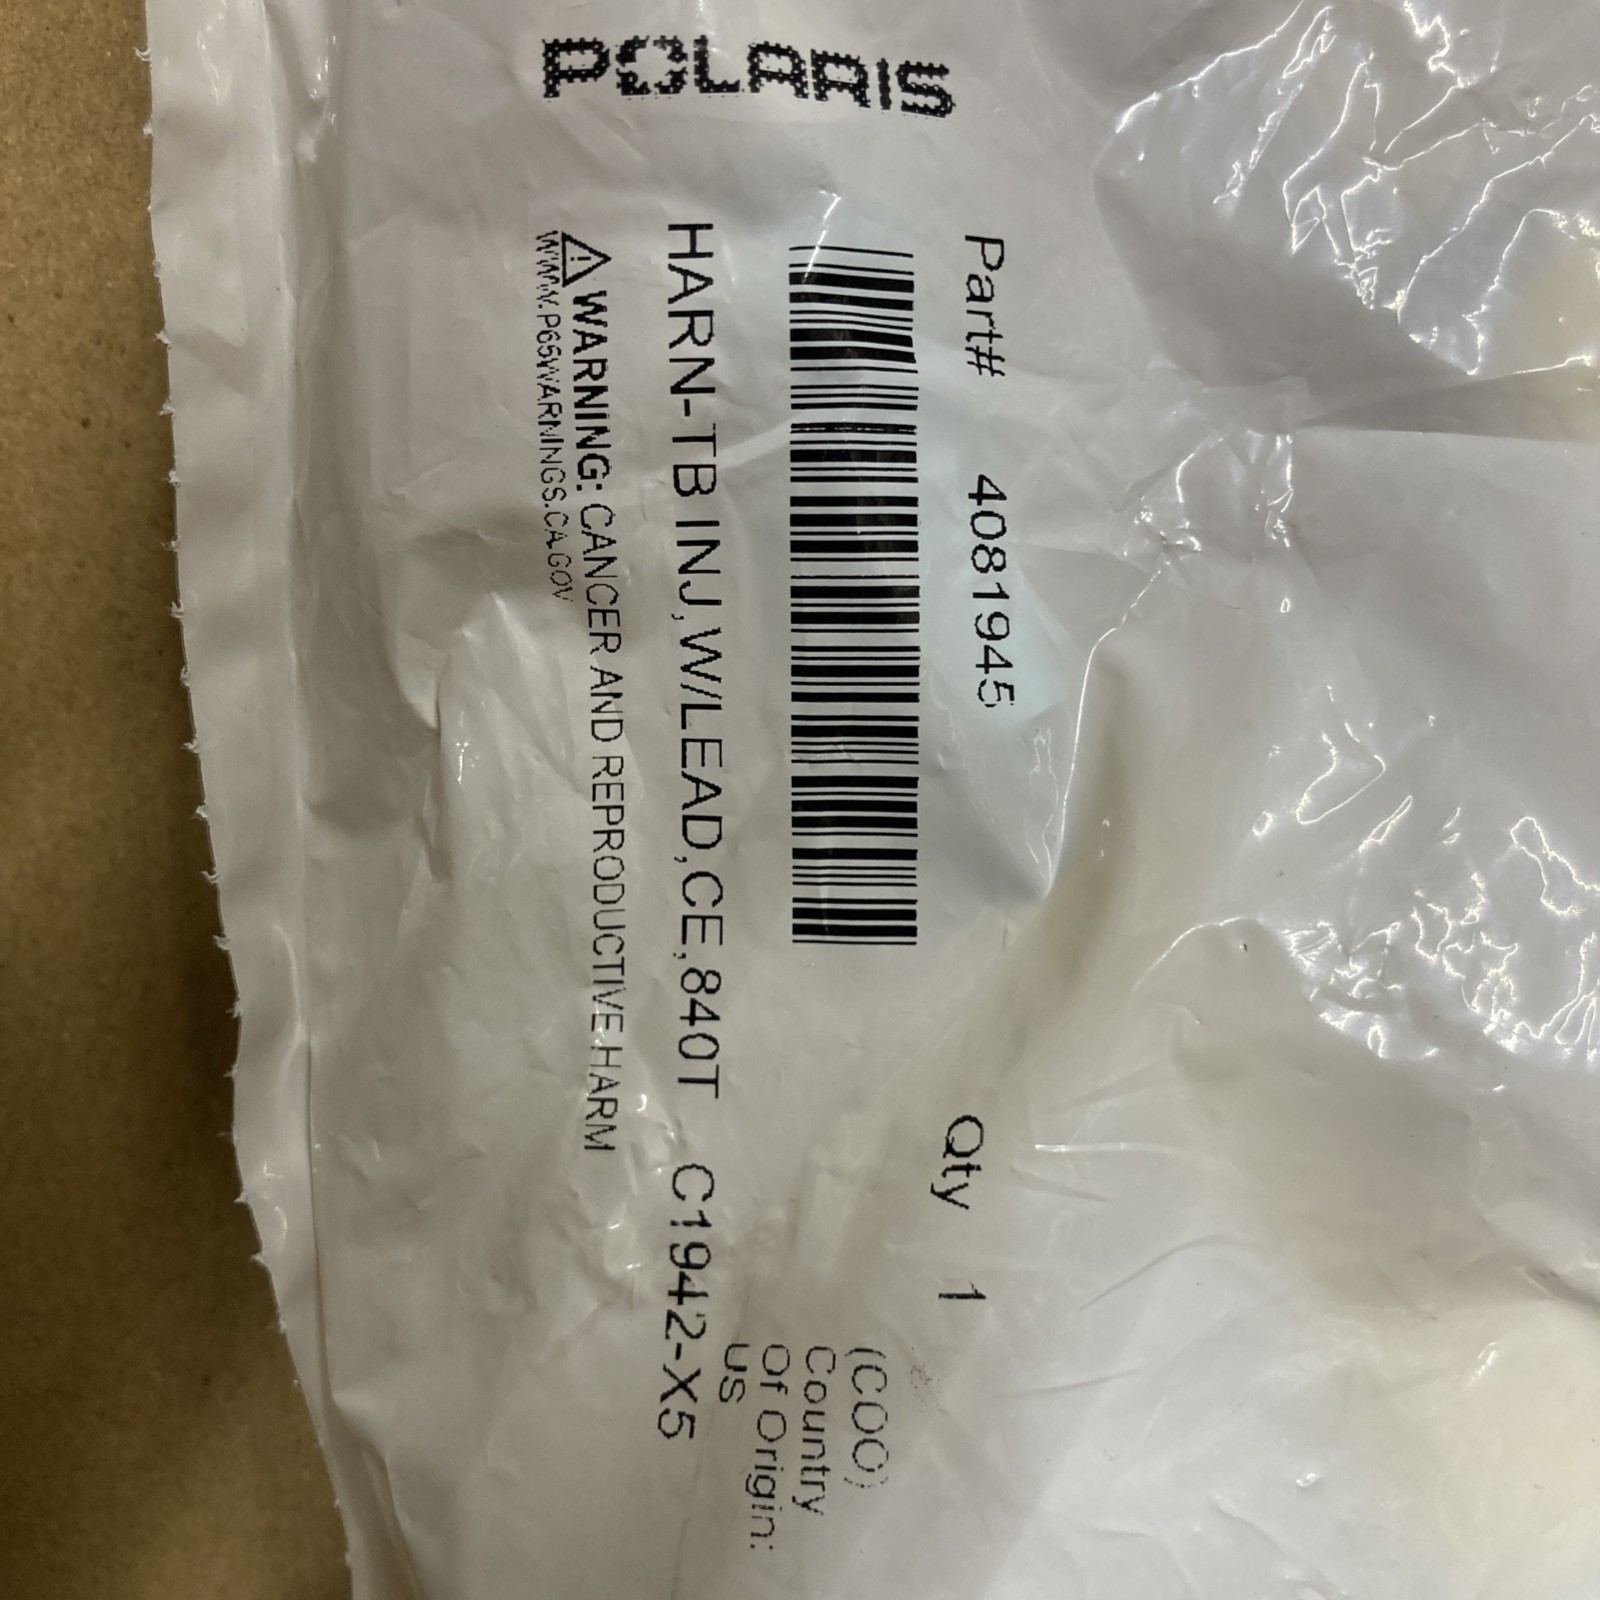 POLARIS
Part# 4081945 Qty 1
(COO)
Country
Of Origin:
US
HARN-TB INJ,W/LEAD,CE,840T C1942-X5
WARNING: CANCER AND REPRODUCTIVE HARM
WWW.P65WARNINGS.CA.GOV